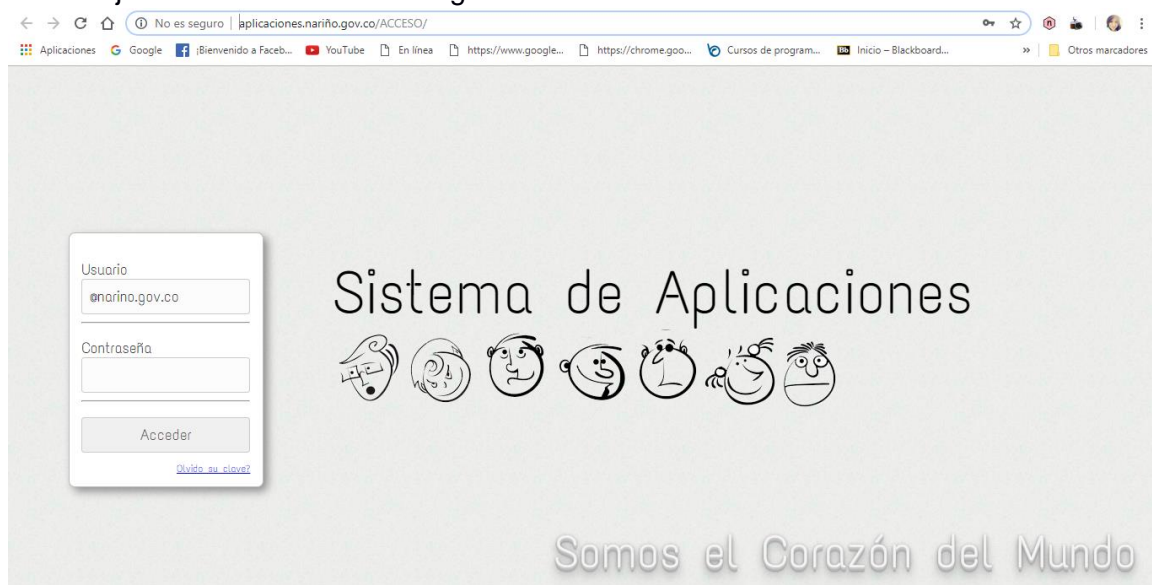 No es seguro | aplicaciones.nariño.gov.co/ACCESO/
Aplicaciones Google ¡Bienvenido a Faceb... YouTube En línea https://www.google... https://chrome.goo... Cursos de program... Bb Inicio – Blackboard... » Otros marcadores
Usuario
@narino.gov.co
Contraseña
Acceder
Olvido su clave?
Sistema de Aplicaciones
Somos el Corazón del Mundo